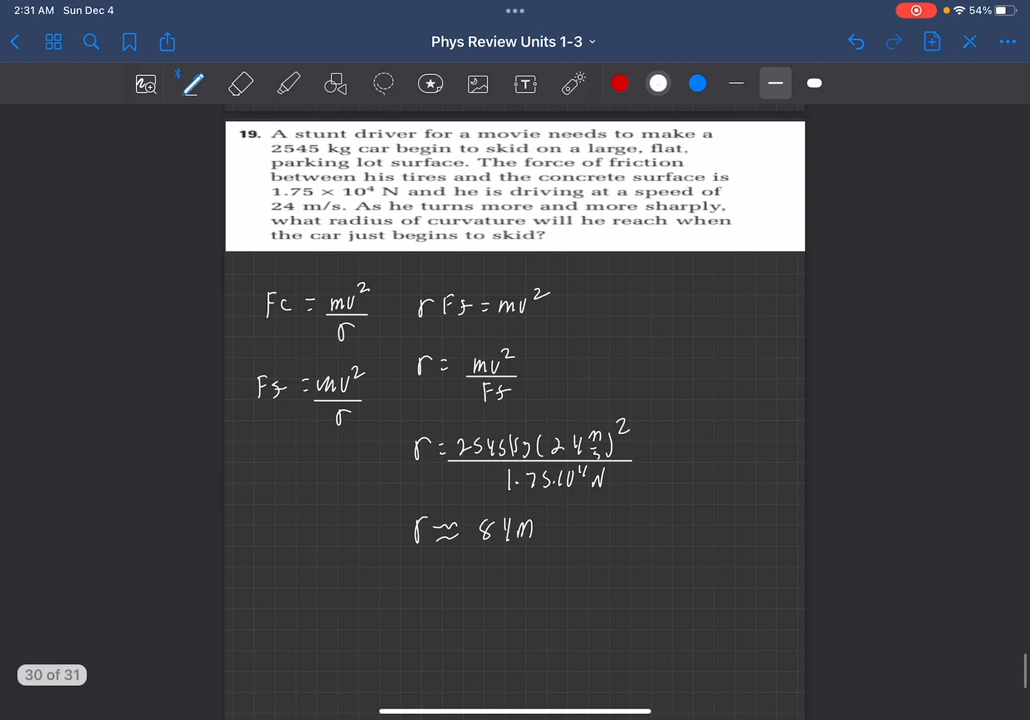 2:31 AM Sun Dec 4
54%
Phys Review Units 1-3
T
19. A stunt driver for a movie needs to make a
2545 kg car begin to skid on a large, flat,
parking lot surface. The force of friction
between his tires and the concrete surface is
1.75 × 10⁴ N and he is driving at a speed of
24 m/s. As he turns more and more sharply,
what radius of curvature will he reach when
the car just begins to skid?
Fc = mv²/r
Ff = mv²/r
r Ff = mv²
r = mv²/Ff
r = 2545kg(24 m/s)²/1.75·10⁴N
r ≈ 84m
30 of 31